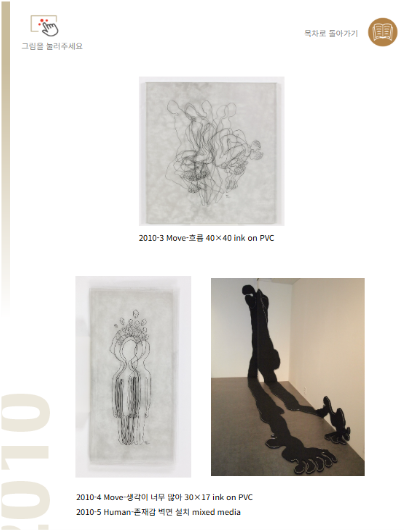 그림을 눌러주세요
목차로 돌아가기
2010-3 Move-흐름 40×40 ink on PVC
2010
2010-4 Move-생각이 너무 많아 30×17 ink on PVC
2010-5 Human-존재감 벽면 설치 mixed media